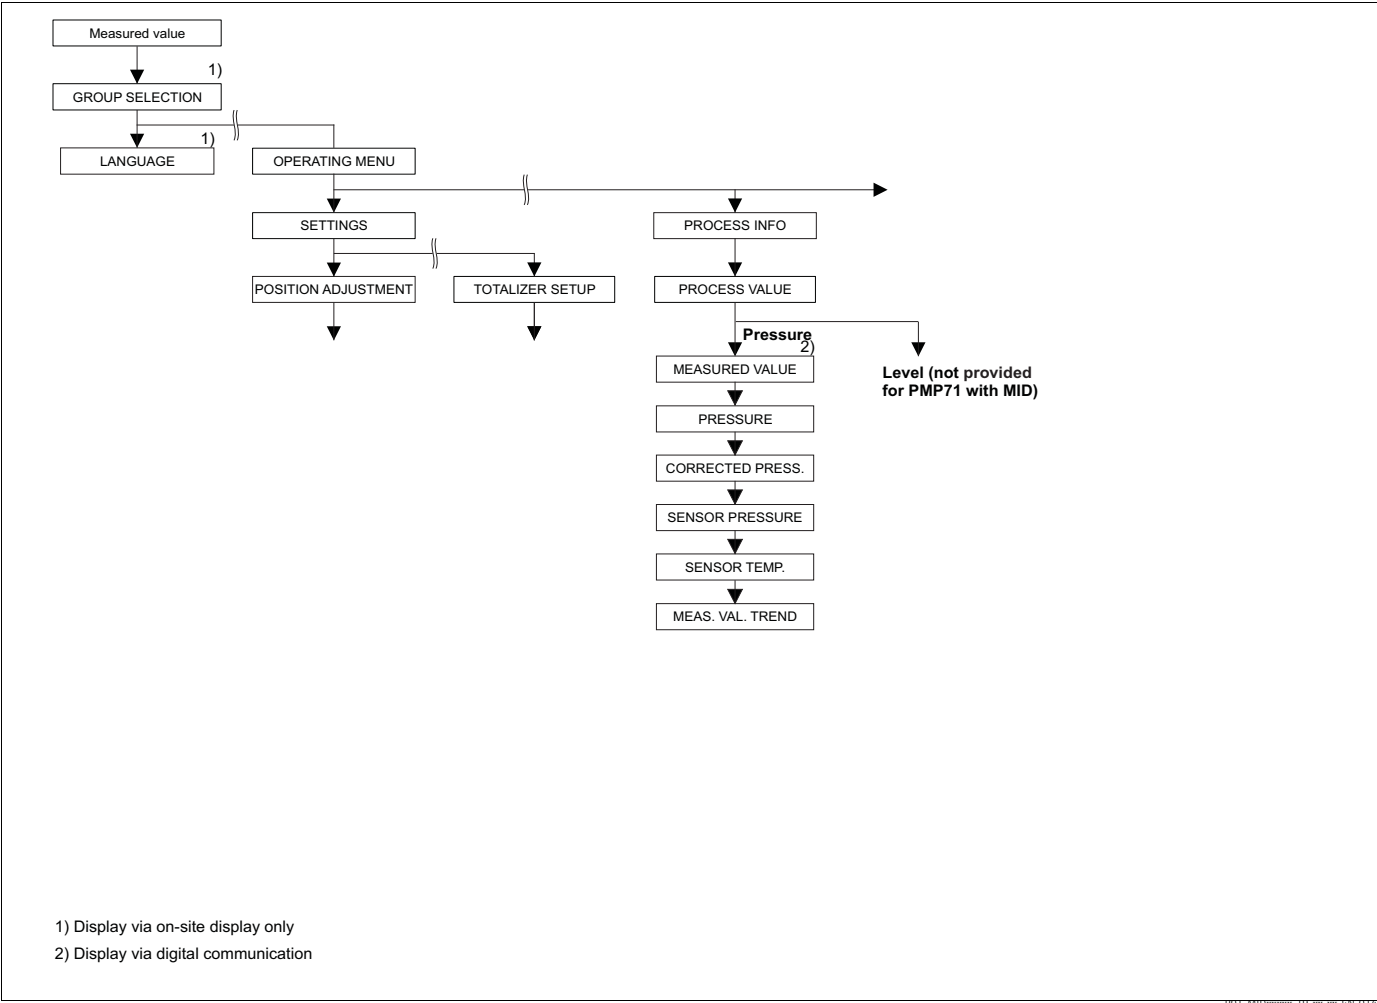 Measured value
1)
GROUP SELECTION
1)
LANGUAGE
OPERATING MENU
SETTINGS
PROCESS INFO
POSITION ADJUSTMENT
TOTALIZER SETUP
PROCESS VALUE
Pressure
2)
MEASURED VALUE
Level (not provided
for PMP71 with MID)
PRESSURE
CORRECTED PRESS.
SENSOR PRESSURE
SENSOR TEMP.
MEAS. VAL. TREND
1) Display via on-site display only
2) Display via digital communication